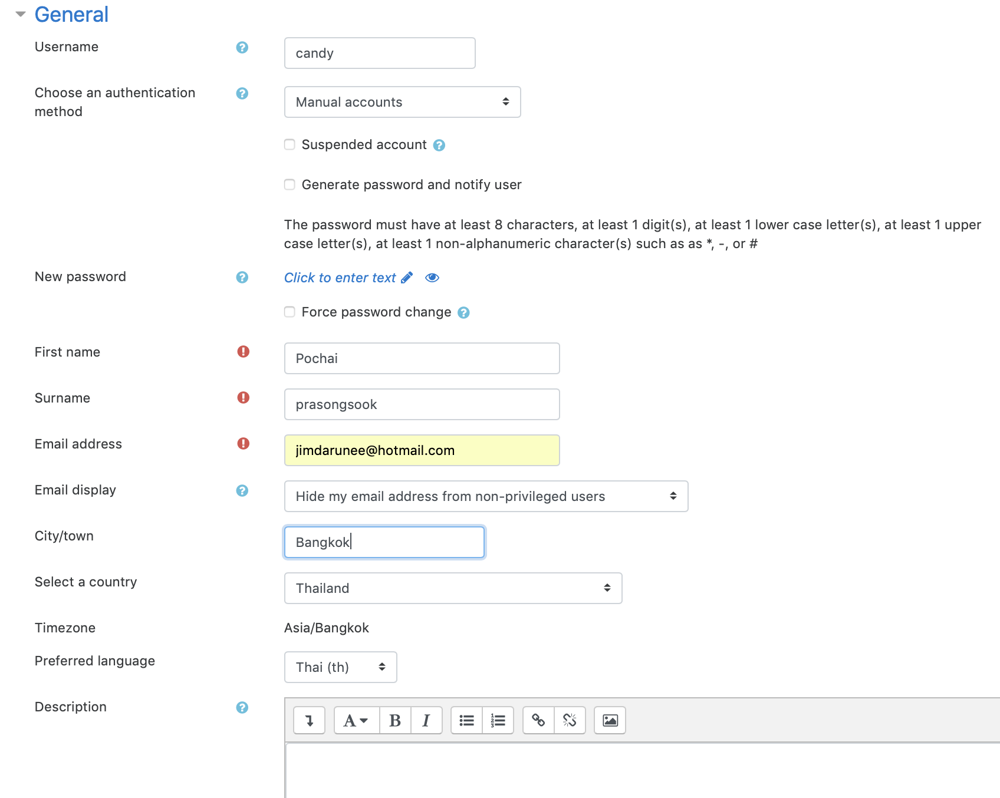 General
Username
candy
Choose an authentication
method
Manual accounts
Suspended account
Generate password and notify user
The password must have at least 8 characters, at least 1 digit(s), at least 1 lower case letter(s), at least 1 upper
case letter(s), at least 1 non-alphanumeric character(s) such as as *, -, or #
New password
Click to enter text
Force password change
First name
Pochai
Surname
prasongsook
Email address
jimdarunee@hotmail.com
Email display
Hide my email address from non-privileged users
City/town
Bangkok
Select a country
Thailand
Timezone
Asia/Bangkok
Preferred language
Thai (th)
Description
A B I